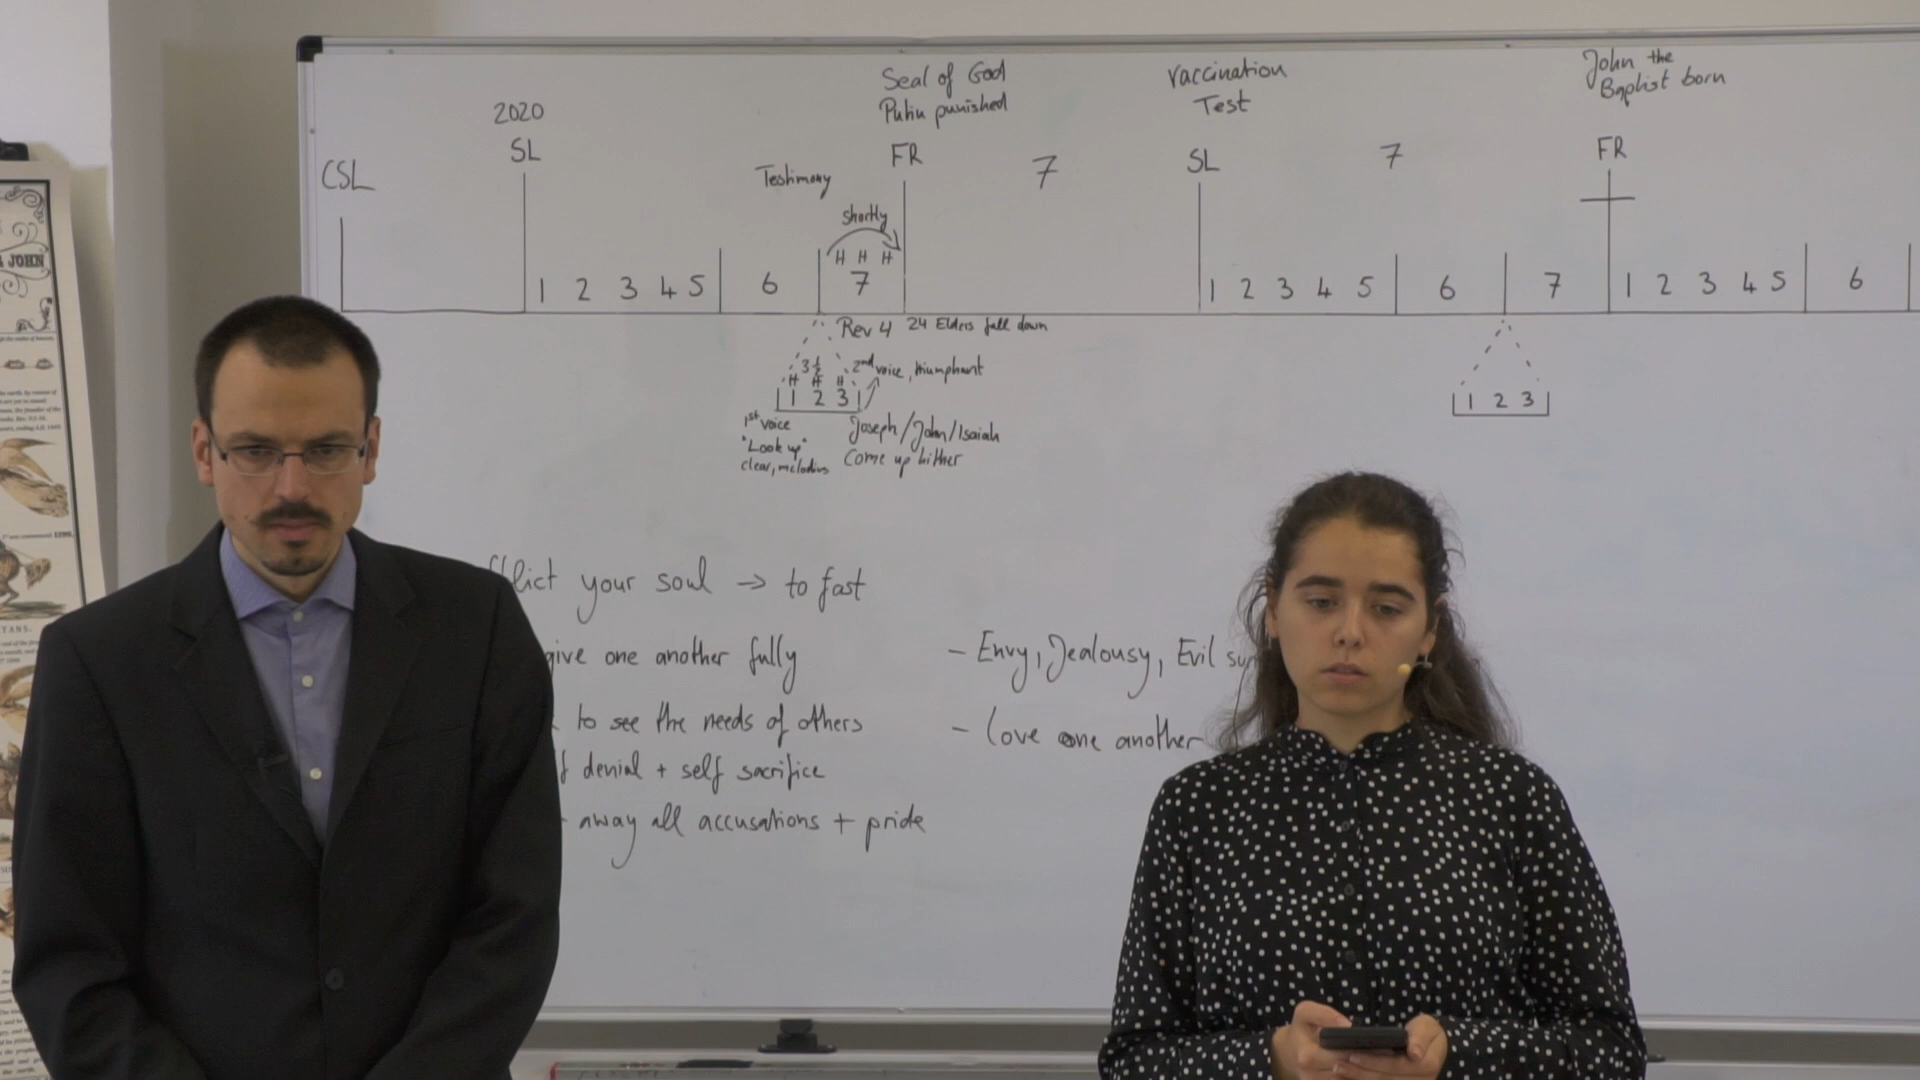 2020
SL
CSL
Testimony
Shortly
H H H
Seal of God
Putin punished
FR
7
Vaccination
Test
SL
7
John the
Baptist born
FR
1 2 3 4 5 6 7
1 2 3 4 5 6 7
1 2 3 4 5 6
Rev 4 24 Elders fall down
3½
H H H
1 2 3
2nd voice, triumphant
1st voice
"Look up"
clear, melodius
Joseph/John/Isaiah
Come up hither
1 2 3
flict your soul → to fast
give one another fully
to see the needs of others
f denial + self sacrifice
away all accusations + pride
- Envy, Jealousy, Evil sur
- love one another
JOHN
TANS.